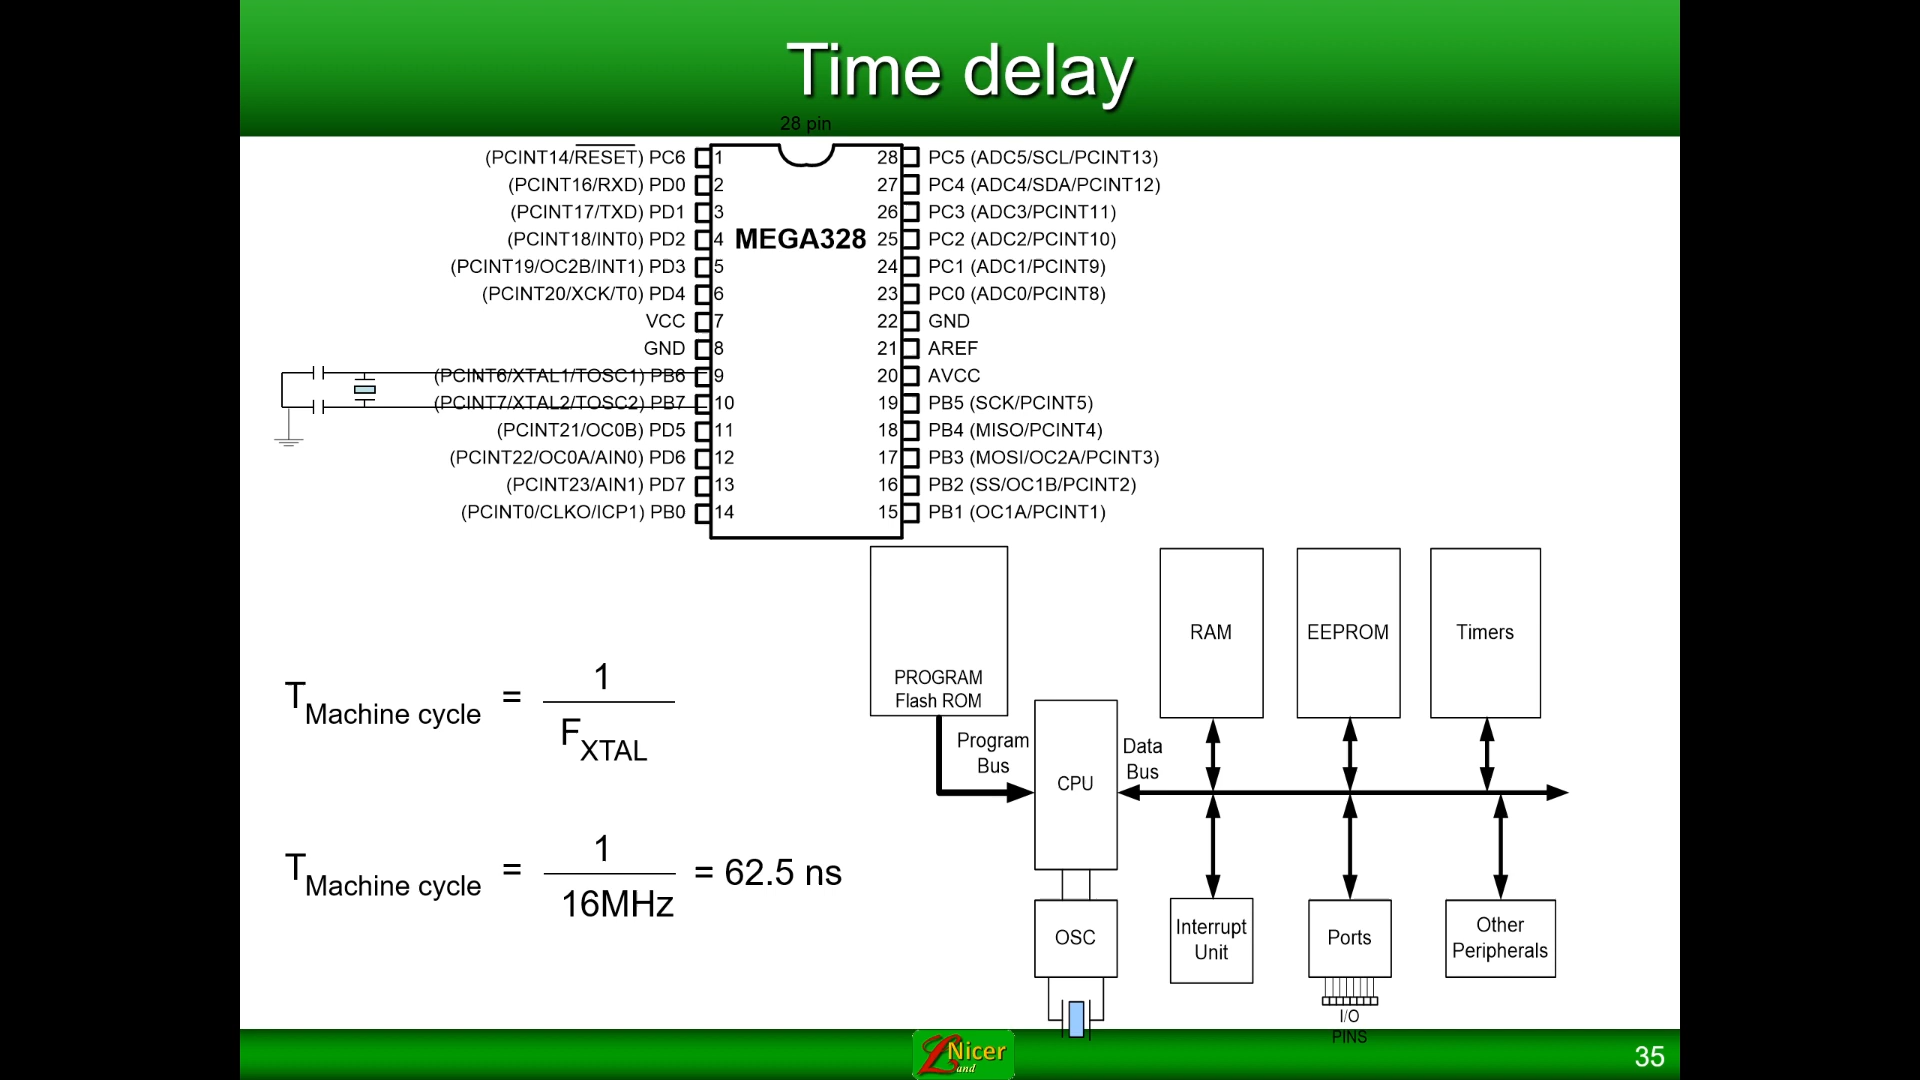 Time delay
28 pin
(PCINT14/RESET) PC6 1
(PCINT16/RXD) PD0 2
(PCINT17/TXD) PD1 3
(PCINT18/INT0) PD2 4
(PCINT19/OC2B/INT1) PD3 5
(PCINT20/XCK/T0) PD4 6
VCC 7
GND 8
(PCINT6/XTAL1/TOSC1) PB6 9
(PCINT7/XTAL2/TOSC2) PB7 10
(PCINT21/OC0B) PD5 11
(PCINT22/OC0A/AIN0) PD6 12
(PCINT23/AIN1) PD7 13
(PCINT0/CLKO/ICP1) PB0 14
MEGA328
28 PC5 (ADC5/SCL/PCINT13)
27 PC4 (ADC4/SDA/PCINT12)
26 PC3 (ADC3/PCINT11)
25 PC2 (ADC2/PCINT10)
24 PC1 (ADC1/PCINT9)
23 PC0 (ADC0/PCINT8)
22 GND
21 AREF
20 AVCC
19 PB5 (SCK/PCINT5)
18 PB4 (MISO/PCINT4)
17 PB3 (MOSI/OC2A/PCINT3)
16 PB2 (SS/OC1B/PCINT2)
15 PB1 (OC1A/PCINT1)
T Machine cycle = 1
F XTAL
T Machine cycle = 1
16MHz
= 62.5 ns
PROGRAM
Flash ROM
RAM
EEPROM
Timers
Program
Bus
CPU
Data
Bus
OSC
Interrupt
Unit
Ports
Other
Peripherals
I/O
PINS
Nicer
Land
35